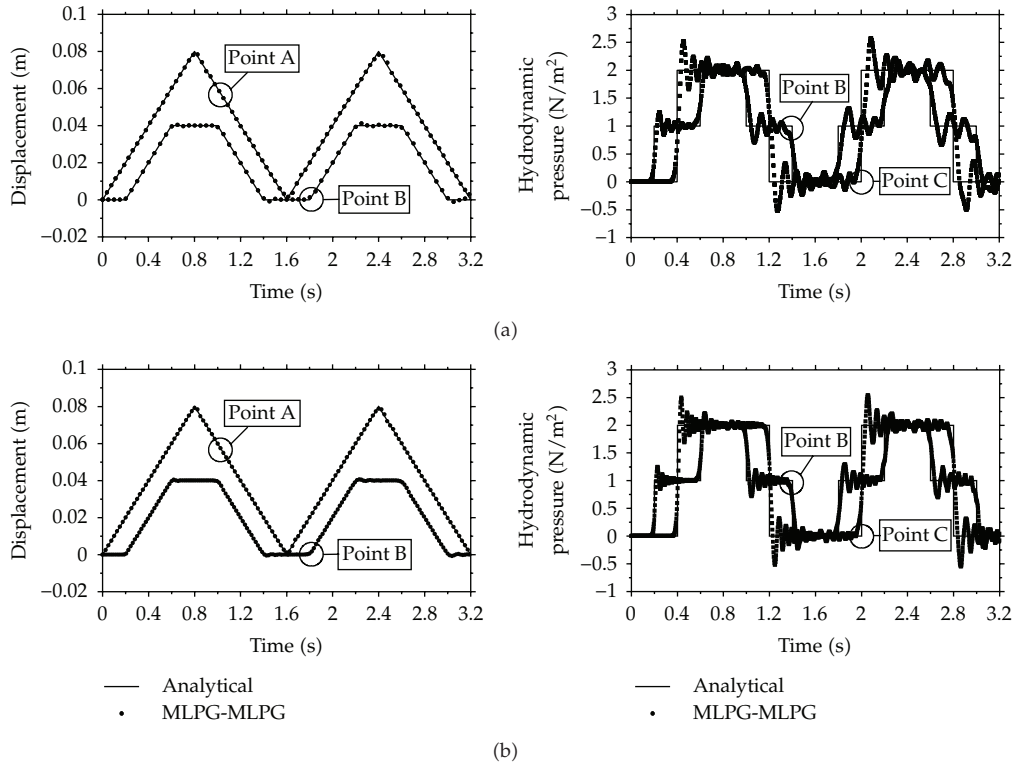 0.1
0.08
0.06
0.04
0.02
0
−0.02
Displacement (m)
0 0.4 0.8 1.2 1.6 2 2.4 2.8 3.2
Time (s)
Point A
Point B
3
2.5
2
1.5
1
0.5
0
−0.5
−1
Hydrodynamic
pressure (N/m²)
0 0.4 0.8 1.2 1.6 2 2.4 2.8 3.2
Time (s)
Point B
Point C
(a)
0.1
0.08
0.06
0.04
0.02
0
−0.02
Displacement (m)
0 0.4 0.8 1.2 1.6 2 2.4 2.8 3.2
Time (s)
Point A
Point B
Analytical
MLPG-MLPG
3
2.5
2
1.5
1
0.5
0
−0.5
−1
Hydrodynamic
pressure (N/m²)
0 0.4 0.8 1.2 1.6 2 2.4 2.8 3.2
Time (s)
Point B
Point C
Analytical
MLPG-MLPG
(b)